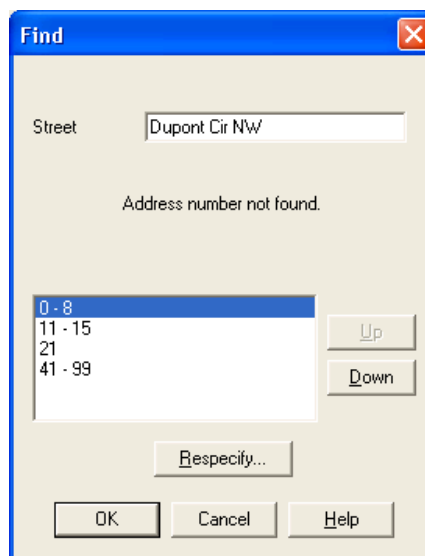 Find
Street Dupont Cir NW
Address number not found.
0 - 8
11 - 15
21
41 - 99
Up
Down
Respecify...
OK Cancel Help